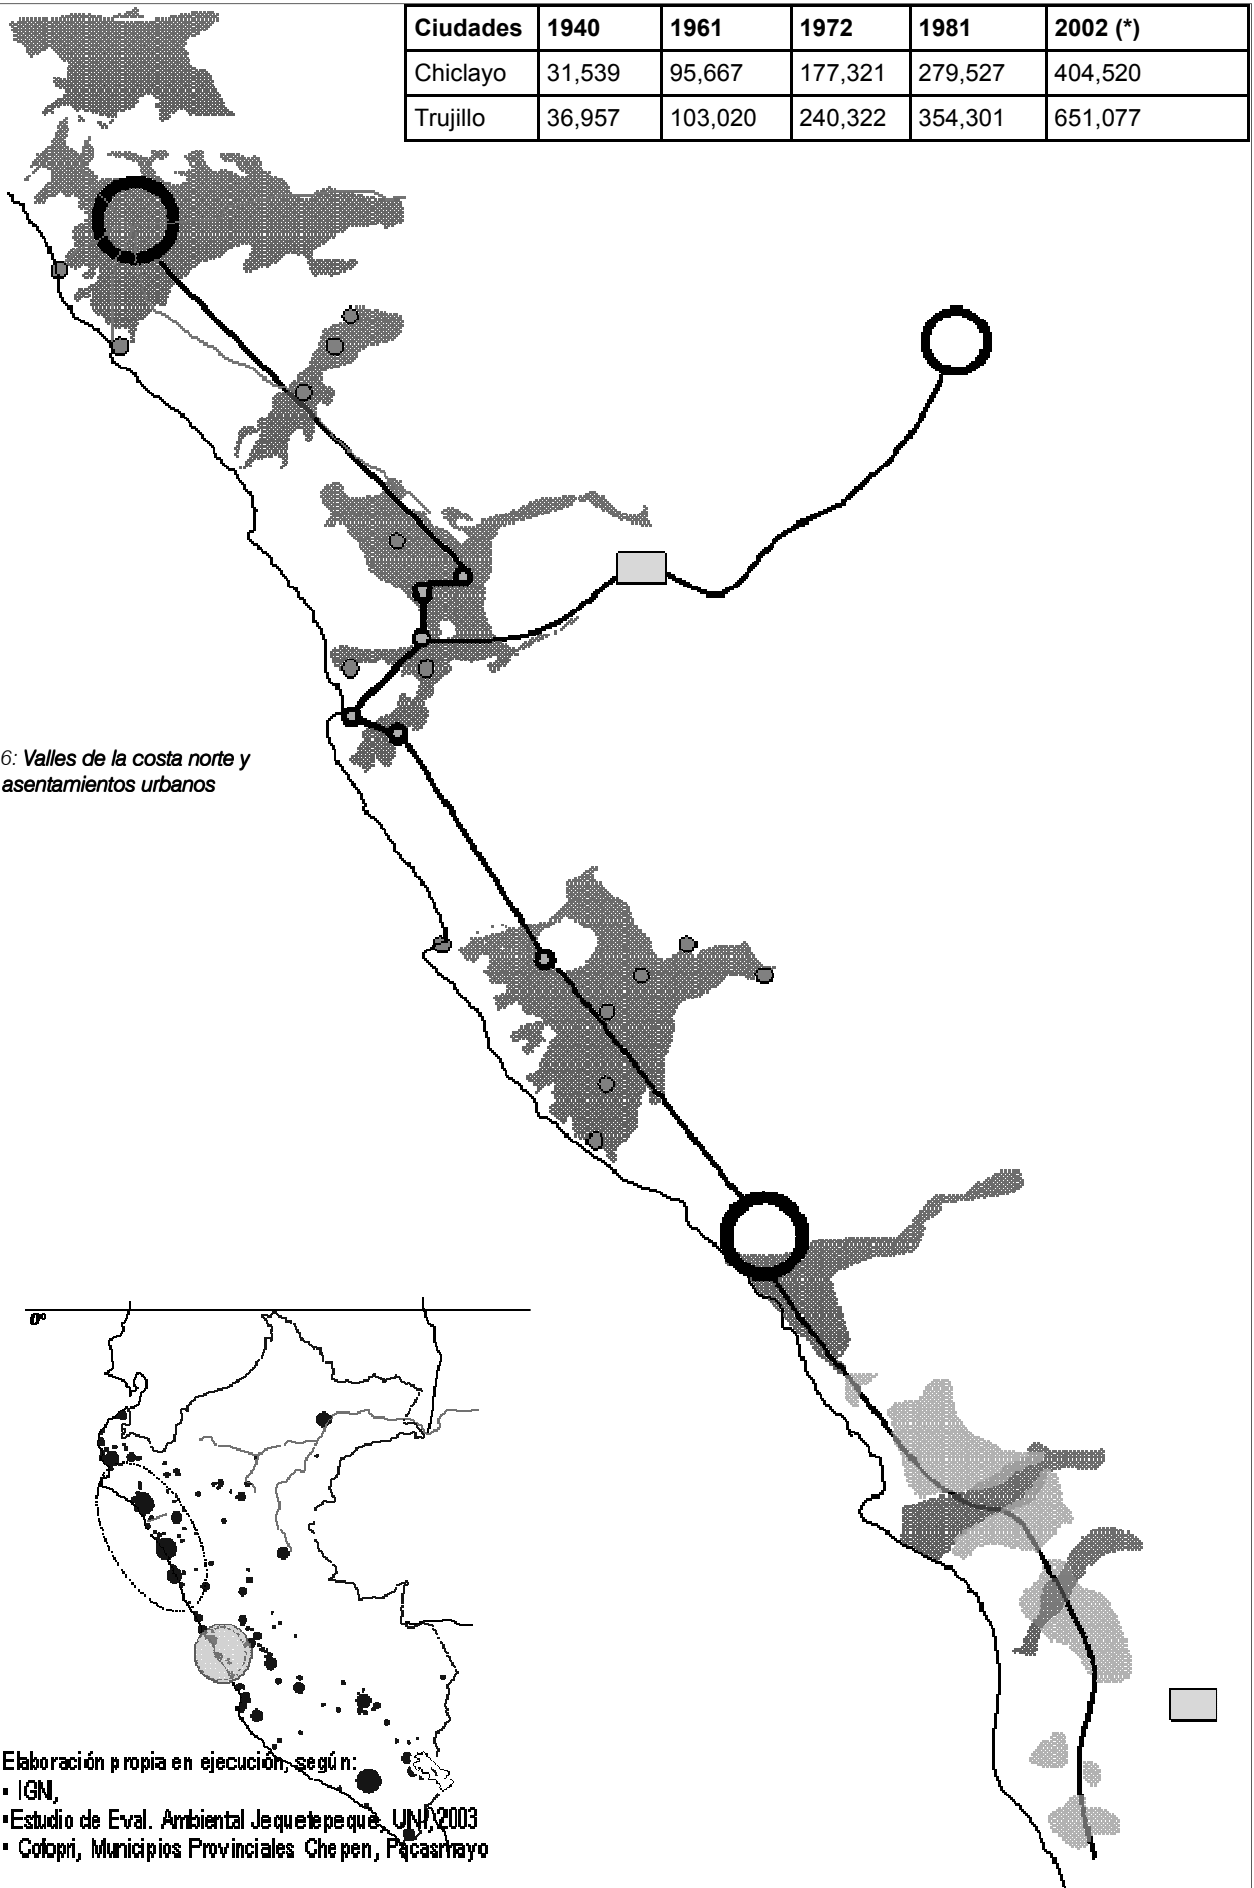 Ciudades 1940 1961 1972 1981 2002 (*)
Chiclayo 31,539 95,667 177,321 279,527 404,520
Trujillo 36,957 103,020 240,322 354,301 651,077
6: Valles de la costa norte y
asentamientos urbanos
0º
Elaboración propia en ejecución, según:
▪ IGNI,
▪Estudio de Eval. Ambiental Jequetepeque, UNI, 2003
▪ Cofopri, Municipios Provinciales Chepen, Pacasmayo